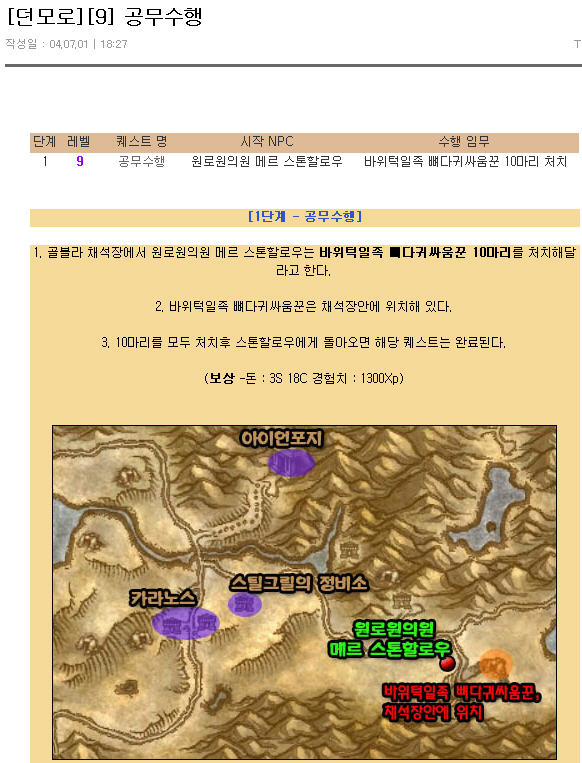 [던모로][9] 공무수행
작성일 : 04,07,01 | 18:27
T
단계 레벨 퀘스트 명 시작 NPC 수행 임무
1 9 공무수행 원로원의원 메르 스톤할로우 바위턱일족 뼈다귀싸움꾼 10마리 처치
[1단계 - 공무수행]
1. 골볼라 채석장에서 원로원의원 메르 스톤할로우는 바위턱일족 ■다귀싸움꾼 10마리를 처치해달
라고 한다.
2. 바위턱일족 뼈다귀싸움꾼은 채석장안에 위치해 있다.
3. 10마리를 모두 처치후 스톤할로우에게 돌아오면 해당 퀘스트는 완료된다.
(보상 -돈 : 3S 18C 경험치 : 1300Xp)
아이언포지
스틸그릴의 정비소
카라노스
원로원의원
메르 스톤할로우
바위턱일족 뼈다귀싸움꾼,
채석장안에 위치